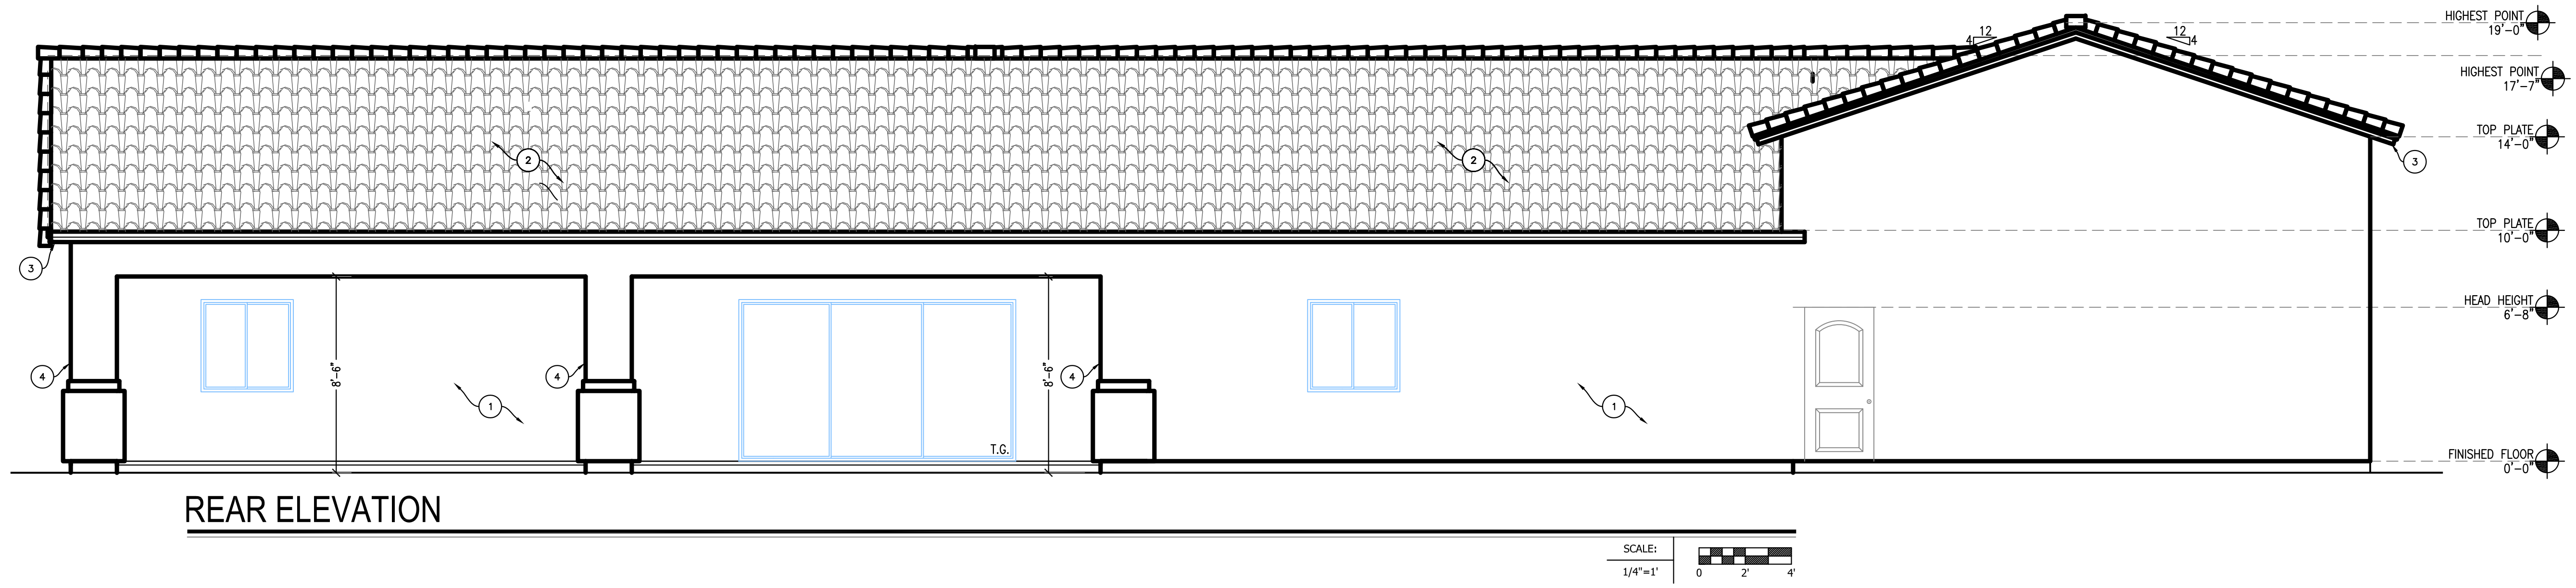 HIGHEST POINT
19'-0"
12
4
12
4
HIGHEST POINT
17'-7"
TOP PLATE
14'-0"
2
2
3
TOP PLATE
10'-0"
3
HEAD HEIGHT
6'-8"
8'-6"
8'-6"
4
4
4
1
1
T.G.
FINISHED FLOOR
0'-0"
REAR ELEVATION
SCALE:
1/4"=1'
0 2' 4'